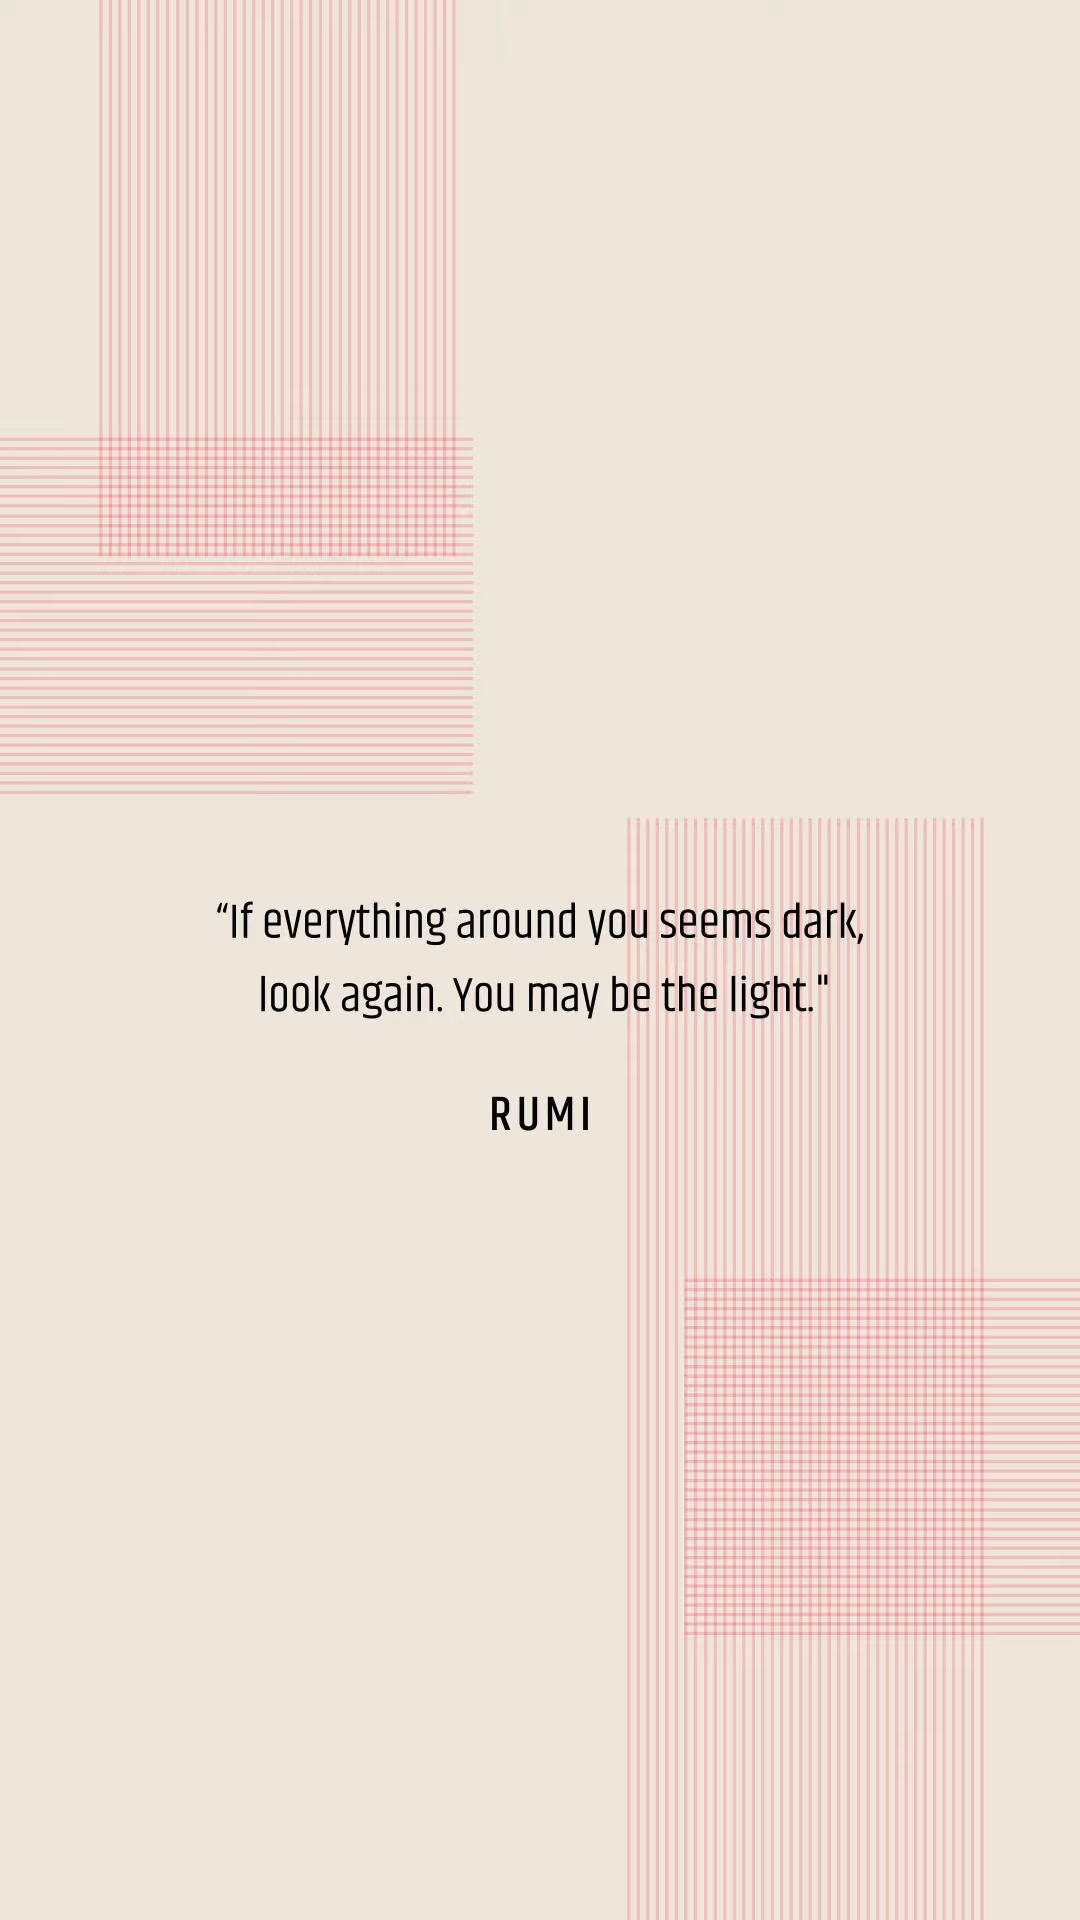 “If everything around you seems dark,
look again. You may be the light."
RUMI